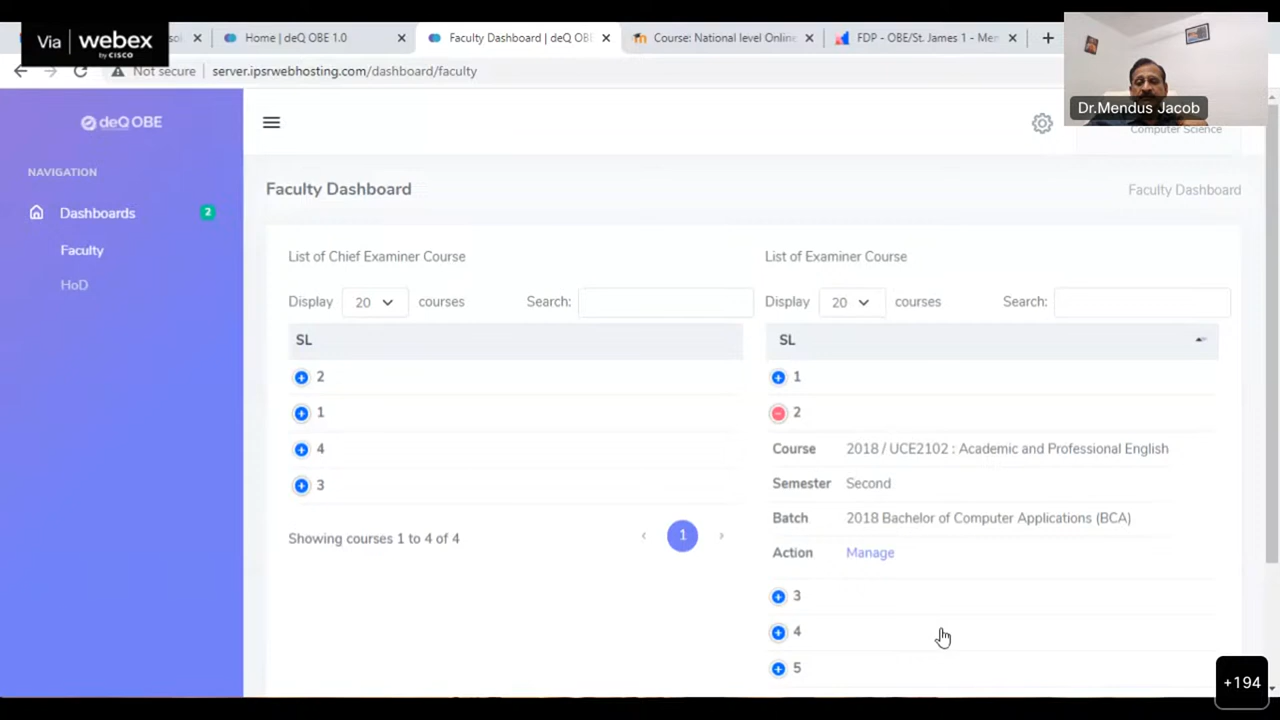 Via webex
by CISCO
Home | deQ OBE 1.0
Faculty Dashboard | deQ OBE
Course: National level Online
FDP - OBE/St. James 1 - Men
Not secure
server.ipsrwebhosting.com/dashboard/faculty
Dr.Mendus Jacob
Computer Science
deQ OBE
NAVIGATION
Dashboards 2
Faculty
HoD
Faculty Dashboard
Faculty Dashboard
List of Chief Examiner Course
Display 20 courses Search:
SL
2
1
4
3
Showing courses 1 to 4 of 4
‹ 1 ›
List of Examiner Course
Display 20 courses Search:
SL
1
2
Course 2018 / UCE2102 : Academic and Professional English
Semester Second
Batch 2018 Bachelor of Computer Applications (BCA)
Action Manage
3
4
5
+194